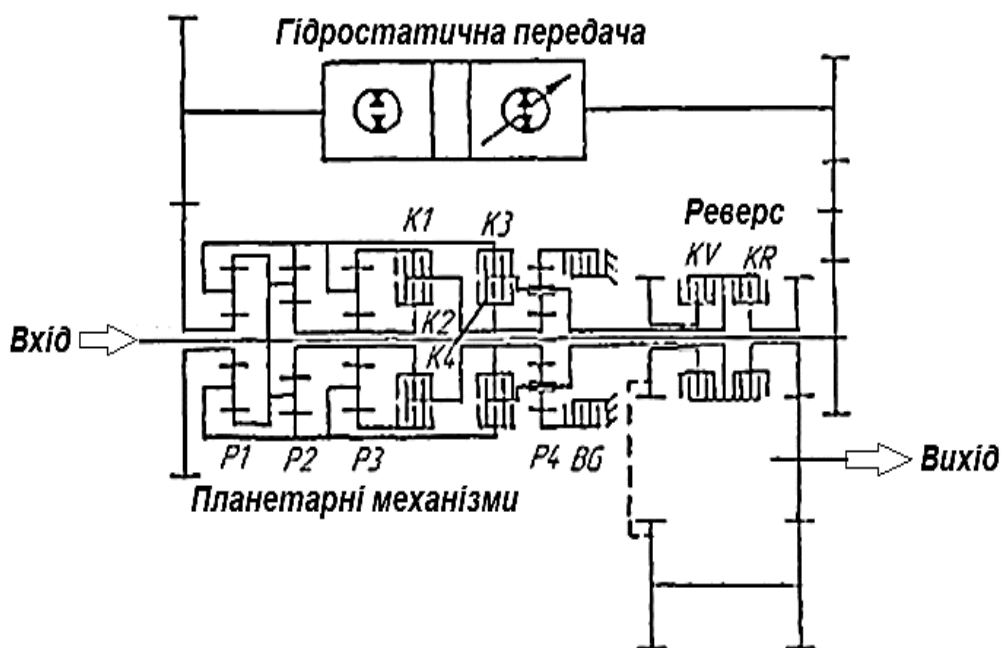 Гідростатична передача
K1
K3
Реверс
KV
KR
Вхід
K2
K4
P1
P2
P3
P4
BG
Вихід
Планетарні механізми